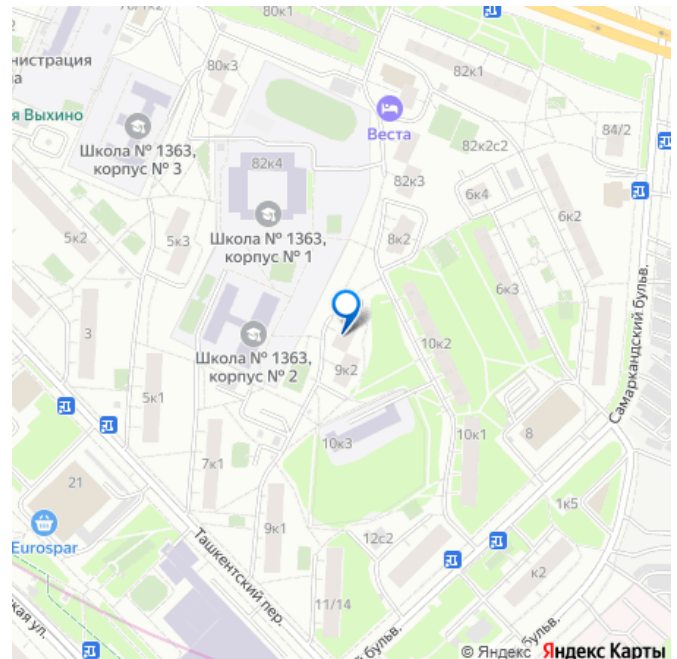 80к1
нистрация
ва
80к3
82к1
я Выхино
Веста
84/2
Школа № 1363,
корпус № 3
82к4
82к2с2
82к3
6к4
6к2
5к2
5к3
Школа № 1363,
корпус № 1
8к2
6к3
Самаркандский бульв.
3
Школа № 1363,
корпус № 2
10к2
9к2
5к1
10к3
10к1
8
7к1
21
1к5
Eurospar
Ташкентский пер.
9к1
12с2
11/14
к2
кая ул.
бульв.
бульв.
© Яндекс Яндекс Карты